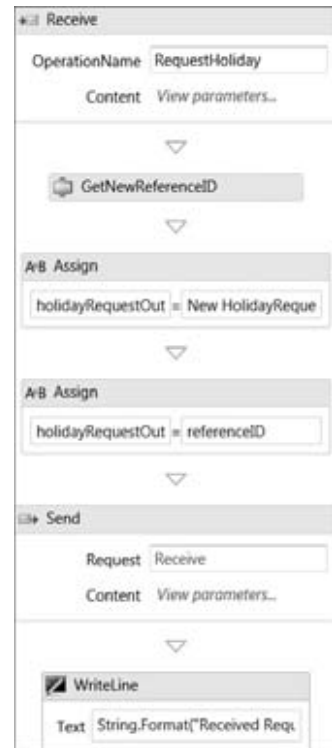 Receive
OperationName RequestHoliday
Content View parameters...
GetNewReferenceID
A+B Assign
holidayRequestOut = New HolidayReque
A+B Assign
holidayRequestOut = referenceID
Send
Request Receive
Content View parameters...
WriteLine
Text String.Format("Received Requ